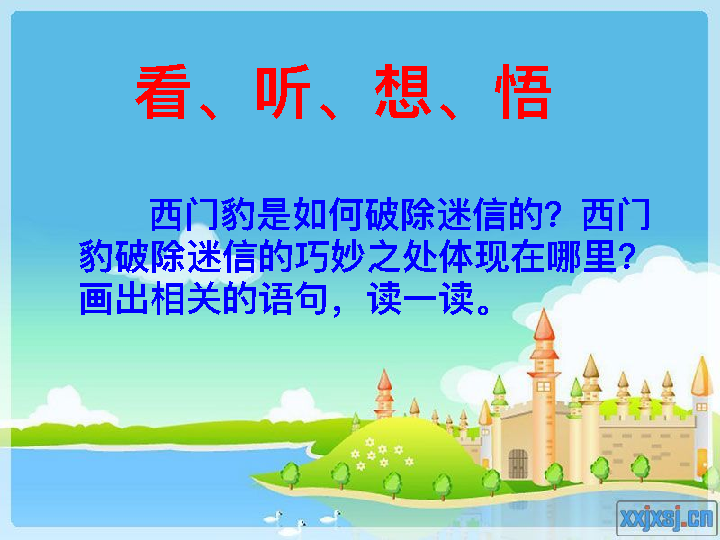 看、听、想、悟
西门豹是如何破除迷信的？西门
豹破除迷信的巧妙之处体现在哪里？
画出相关的语句，读一读。
xxjxsj.cn